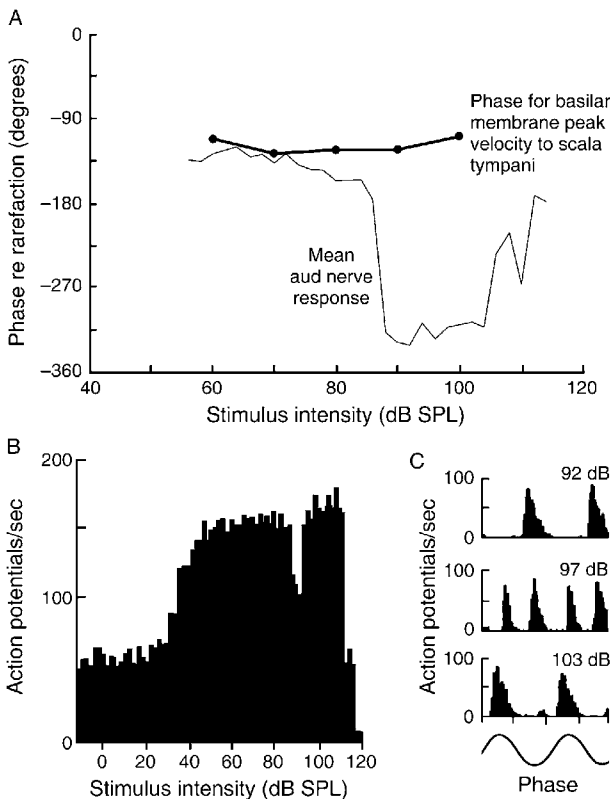 A
0
−90
−180
−270
−360
Phase re rarefaction (degrees)
Phase for basilar
membrane peak
velocity to scala
tympani
Mean
aud nerve
response
40
60
80
100
120
Stimulus intensity (dB SPL)
B
200
100
0
Action potentials/sec
0 20 40 60 80 100 120
Stimulus intensity (dB SPL)
C
Action potentials/sec
100
0
92 dB
100
0
97 dB
100
0
103 dB
Phase